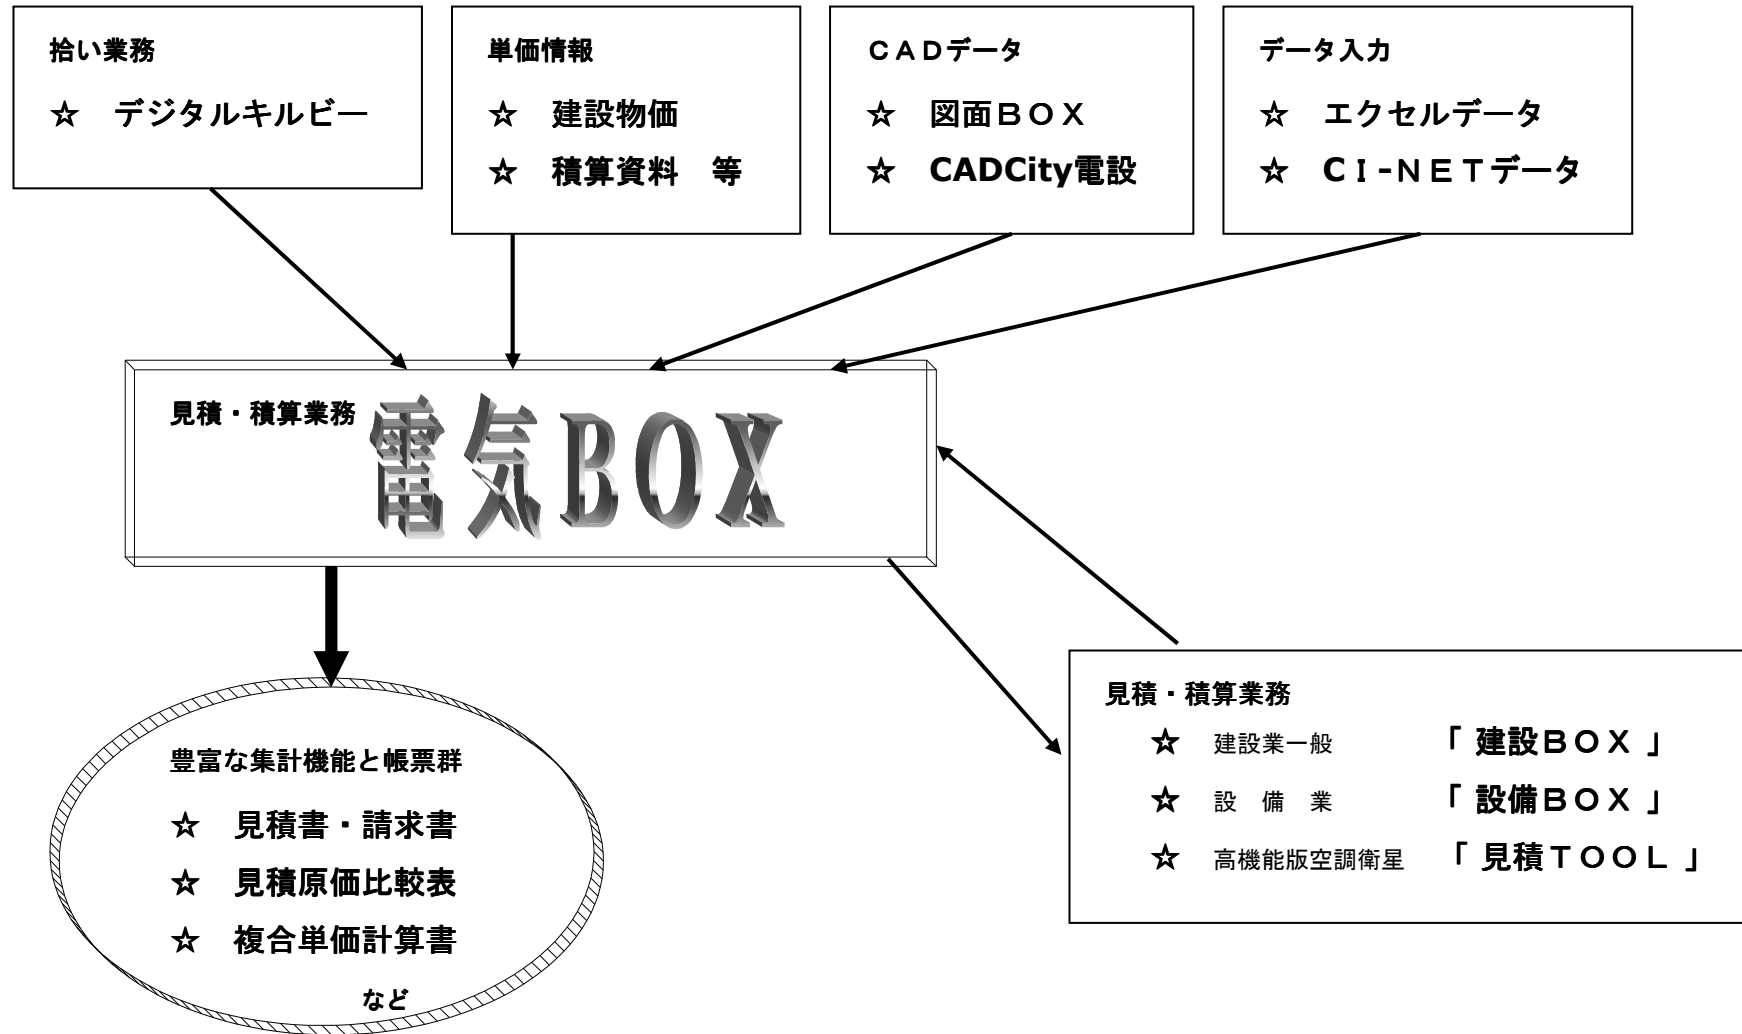 拾い業務
☆ デジタルキルビー
単価情報
☆ 建設物価
☆ 積算資料 等
ＣＡＤデータ
☆ 図面ＢＯＸ
☆ CADCity電設
データ入力
☆ エクセルデータ
☆ ＣＩ-ＮＥＴデータ
見積・積算業務
電気BOX
見積・積算業務
☆ 建設業一般 「 建設ＢＯＸ 」
☆ 設 備 業 「 設備ＢＯＸ 」
☆ 高機能版空調衛星 「 見積ＴＯＯＬ 」
豊富な集計機能と帳票群
☆ 見積書・請求書
☆ 見積原価比較表
☆ 複合単価計算書
など